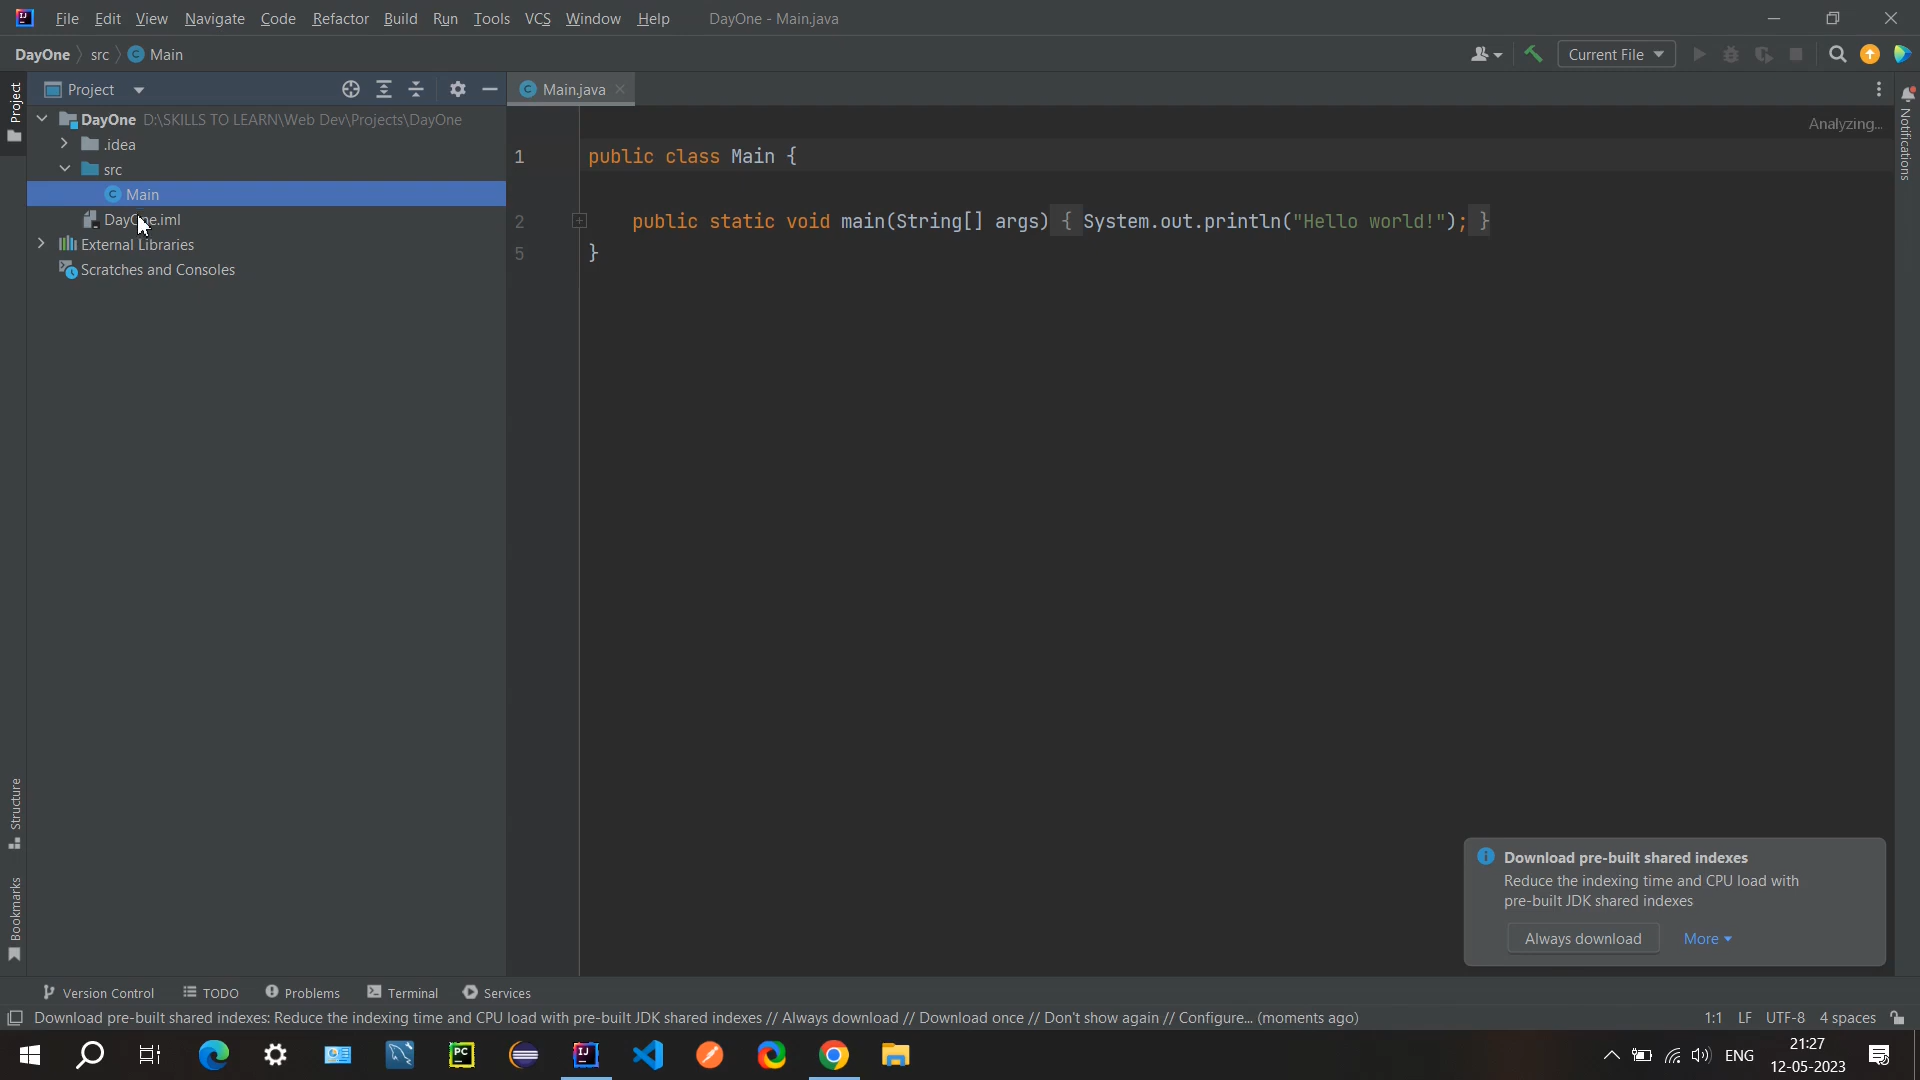 File Edit View Navigate Code Refactor Build Run Tools VCS Window Help DayOne - Main.java
DayOne src Main Current File
Project
Project Main.java
DayOne D:\SKILLS TO LEARN\Web Dev\Projects\DayOne
.idea
src
Main
DayOne.iml
External Libraries
Scratches and Consoles
Analyzing...
Notifications
1 public class Main {
2 public static void main(String[] args) { System.out.println("Hello world!"); }
5 }
Structure
Bookmarks
Download pre-built shared indexes
Reduce the indexing time and CPU load with
pre-built JDK shared indexes
Always download More
Version Control TODO Problems Terminal Services
Download pre-built shared indexes: Reduce the indexing time and CPU load with pre-built JDK shared indexes // Always download // Download once // Don't show again // Configure... (moments ago) 1:1 LF UTF-8 4 spaces
ENG 21:27
12-05-2023